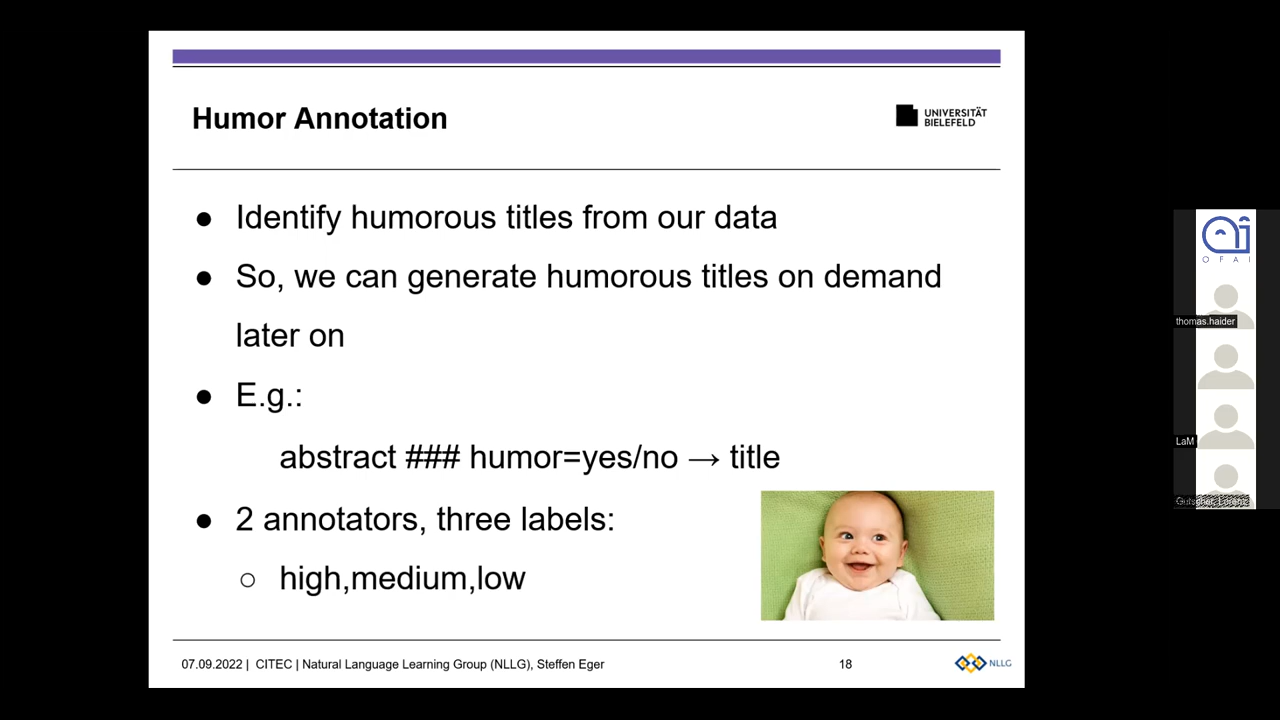 Humor Annotation
UNIVERSITÄT
BIELEFELD
● Identify humorous titles from our data
● So, we can generate humorous titles on demand
later on
● E.g.:
abstract ### humor=yes/no → title
● 2 annotators, three labels:
○ high,medium,low
07.09.2022 | CITEC | Natural Language Learning Group (NLLG), Steffen Eger
18
NLLG
OFAI
thomas.haider
LaM